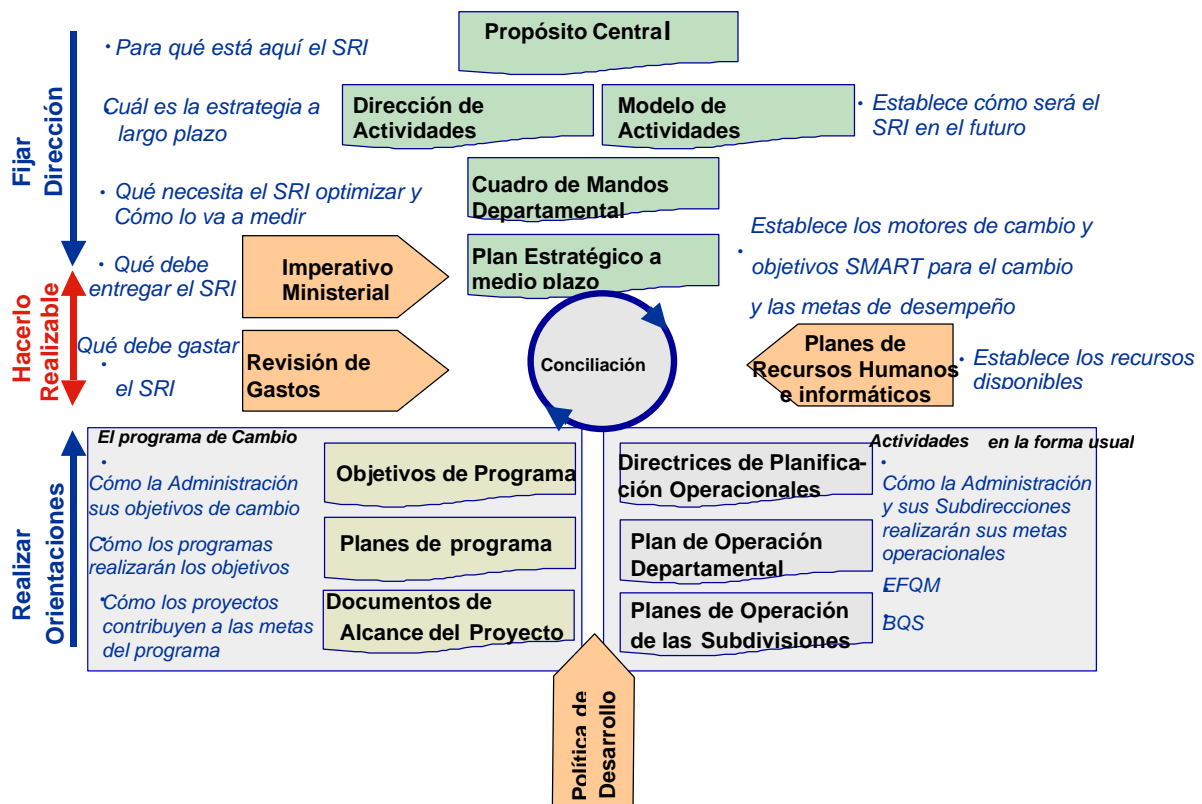 Propósito Central
· Para qué está aquí el SRI
Fijar
Dirección
Cuál es la estrategia a
· largo plazo
Dirección de
Actividades
Modelo de
Actividades
· Establece cómo será el
SRI en el futuro
· Qué necesita el SRI optimizar y
Cómo lo va a medir
Cuadro de Mandos
Departamental
Plan Estratégico a
medio plazo
Establece los motores de cambio y
· objetivos SMART para el cambio
y las metas de desempeño
· Qué debe
entregar el SRI
Imperativo
Ministerial
Hacerlo
Realizable
Qué debe gastar
· el SRI
Revisión de
Gastos
Conciliación
Planes de
Recursos Humanos
e informáticos
· Establece los recursos
disponibles
Realizar
Orientaciones
El programa de Cambio
·
Cómo la Administración
sus objetivos de cambio
·
Cómo los programas
realizarán los objetivos
· Cómo los proyectos
contribuyen a las metas
del programa
Objetivos de Programa
Planes de programa
Documentos de
Alcance del Proyecto
Directrices de Planifica-
ción Operacionales
Plan de Operación
Departamental
Planes de Operación
de las Subdivisiones
Actividades en la forma usual
·
Cómo la Administración
y sus Subdirecciones
realizarán sus metas
operacionales
· EFQM
· BQS
Política de
Desarrollo